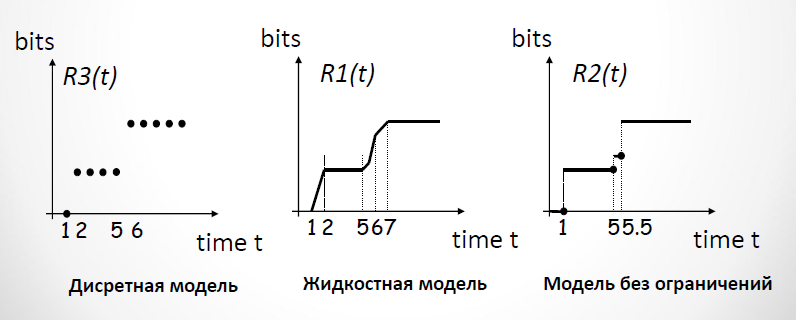 bits
R3(t)
1 2 5 6
time t
Дисретная модель
bits
R1(t)
1 2 5 6 7
time t
Жидкостная модель
bits
R2(t)
1 5 5.5
time t
Модель без ограничений